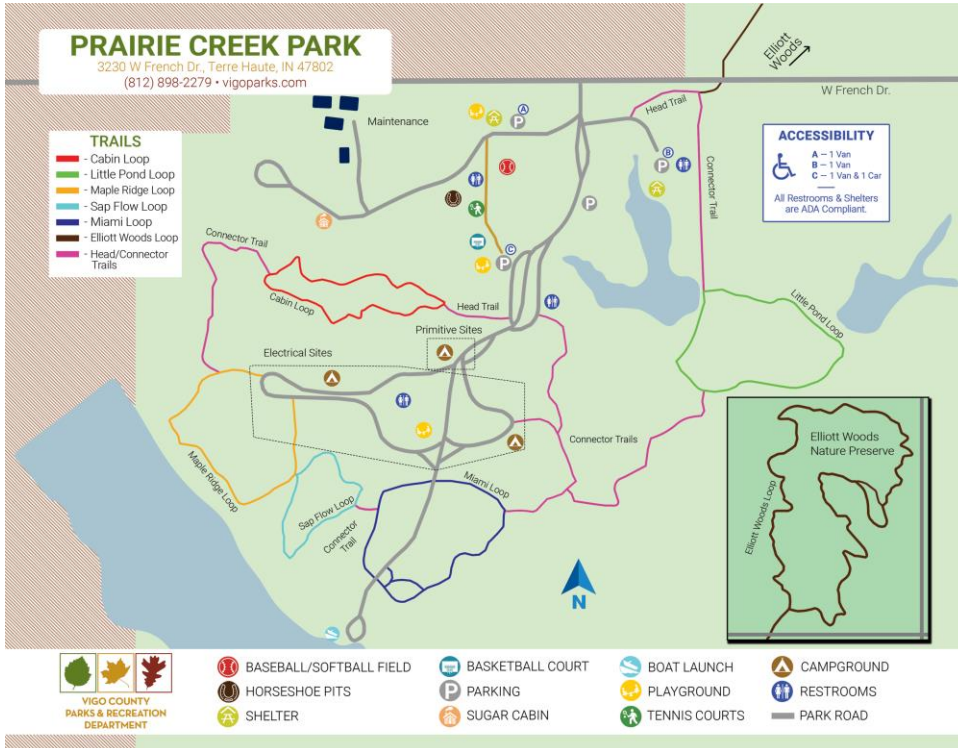 PRAIRIE CREEK PARK
3230 W French Dr., Terre Haute, IN 47802
(812) 898-2279 • vigoparks.com
Elliott
Woods
W French Dr.
Head Trail
Maintenance
A
P
TRAILS
- Cabin Loop
- Little Pond Loop
- Maple Ridge Loop
- Sap Flow Loop
- Miami Loop
- Elliott Woods Loop
- Head/Connector
Trails
ACCESSIBILITY
A – 1 Van
B – 1 Van
C – 1 Van & 1 Car
All Restrooms & Shelters
are ADA Compliant.
B
P
Connector Trail
P
C
P
Connector Trail
Cabin Loop
Head Trail
Little Pond Loop
Primitive Sites
Electrical Sites
Connector Trails
Maple Ridge Loop
Sap Flow Loop
Miami Loop
Connector
Trail
Elliott Woods
Nature Preserve
Elliott Woods Loop
N
VIGO COUNTY
PARKS & RECREATION
DEPARTMENT
BASEBALL/SOFTBALL FIELD
HORSESHOE PITS
SHELTER
BASKETBALL COURT
P PARKING
SUGAR CABIN
BOAT LAUNCH
PLAYGROUND
TENNIS COURTS
CAMPGROUND
RESTROOMS
PARK ROAD